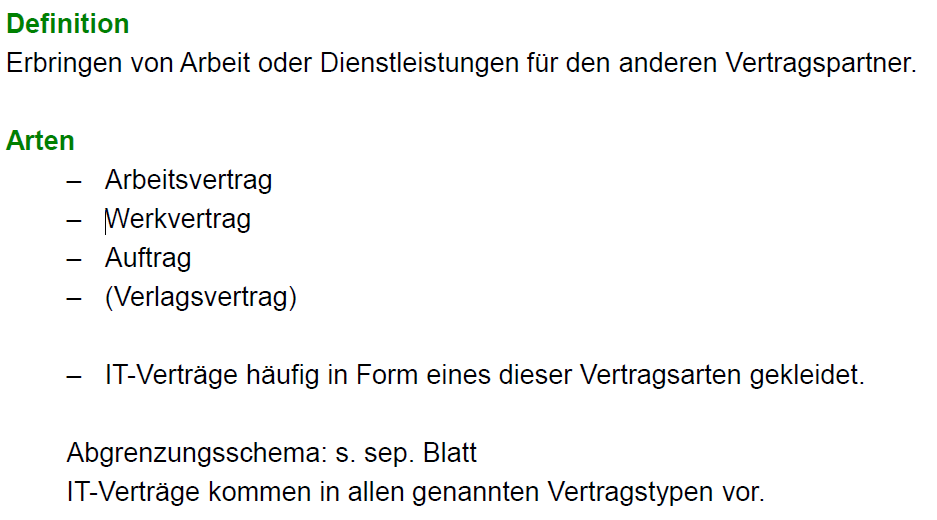 Definition
Erbringen von Arbeit oder Dienstleistungen für den anderen Vertragspartner.
Arten
– Arbeitsvertrag
– Werkvertrag
– Auftrag
– (Verlagsvertrag)
– IT-Verträge häufig in Form eines dieser Vertragsarten gekleidet.
Abgrenzungsschema: s. sep. Blatt
IT-Verträge kommen in allen genannten Vertragstypen vor.